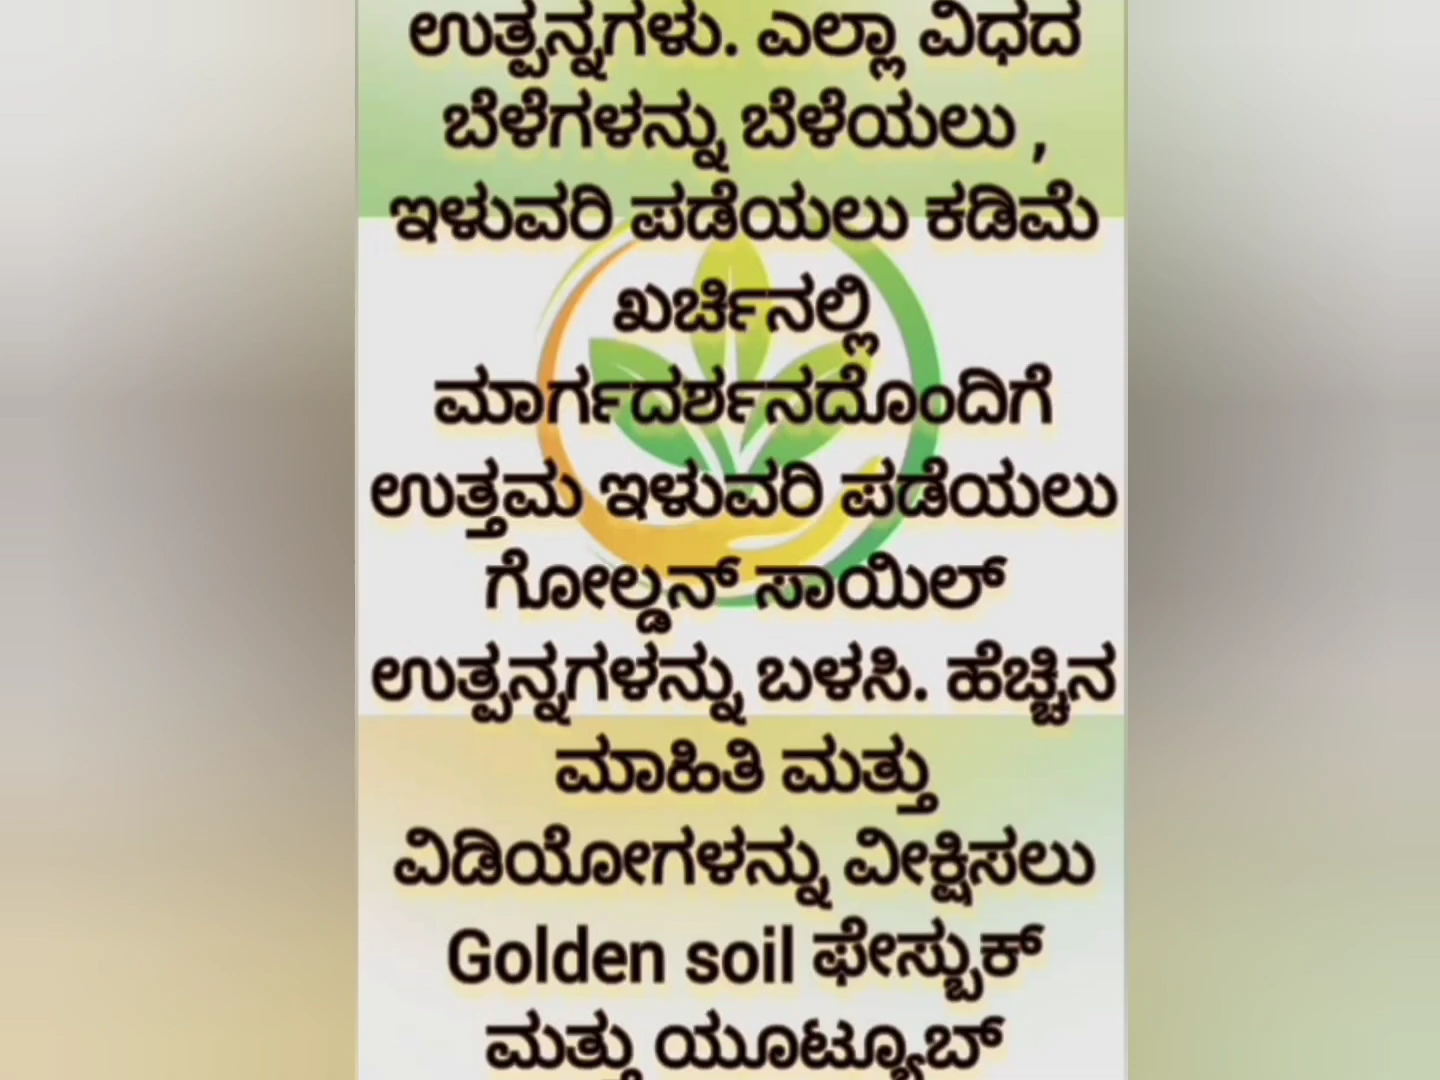 ಉತ್ಪನ್ನಗಳು. ಎಲ್ಲಾ ವಿಧದ
ಬೆಳೆಗಳನ್ನು ಬೆಳೆಯಲು ,
ಇಳುವರಿ ಪಡೆಯಲು ಕಡಿಮೆ
ಖರ್ಚಿನಲ್ಲಿ
ಮಾರ್ಗದರ್ಶನದೊಂದಿಗೆ
ಉತ್ತಮ ಇಳುವರಿ ಪಡೆಯಲು
ಗೋಲ್ಡನ್ ಸಾಯಿಲ್
ಉತ್ಪನ್ನಗಳನ್ನು ಬಳಸಿ. ಹೆಚ್ಚಿನ
ಮಾಹಿತಿ ಮತ್ತು
ವಿಡಿಯೋಗಳನ್ನು ವೀಕ್ಷಿಸಲು
Golden soil ಫೇಸ್ಬುಕ್
ಮತ್ತು ಯೂಟ್ಯೂಬ್